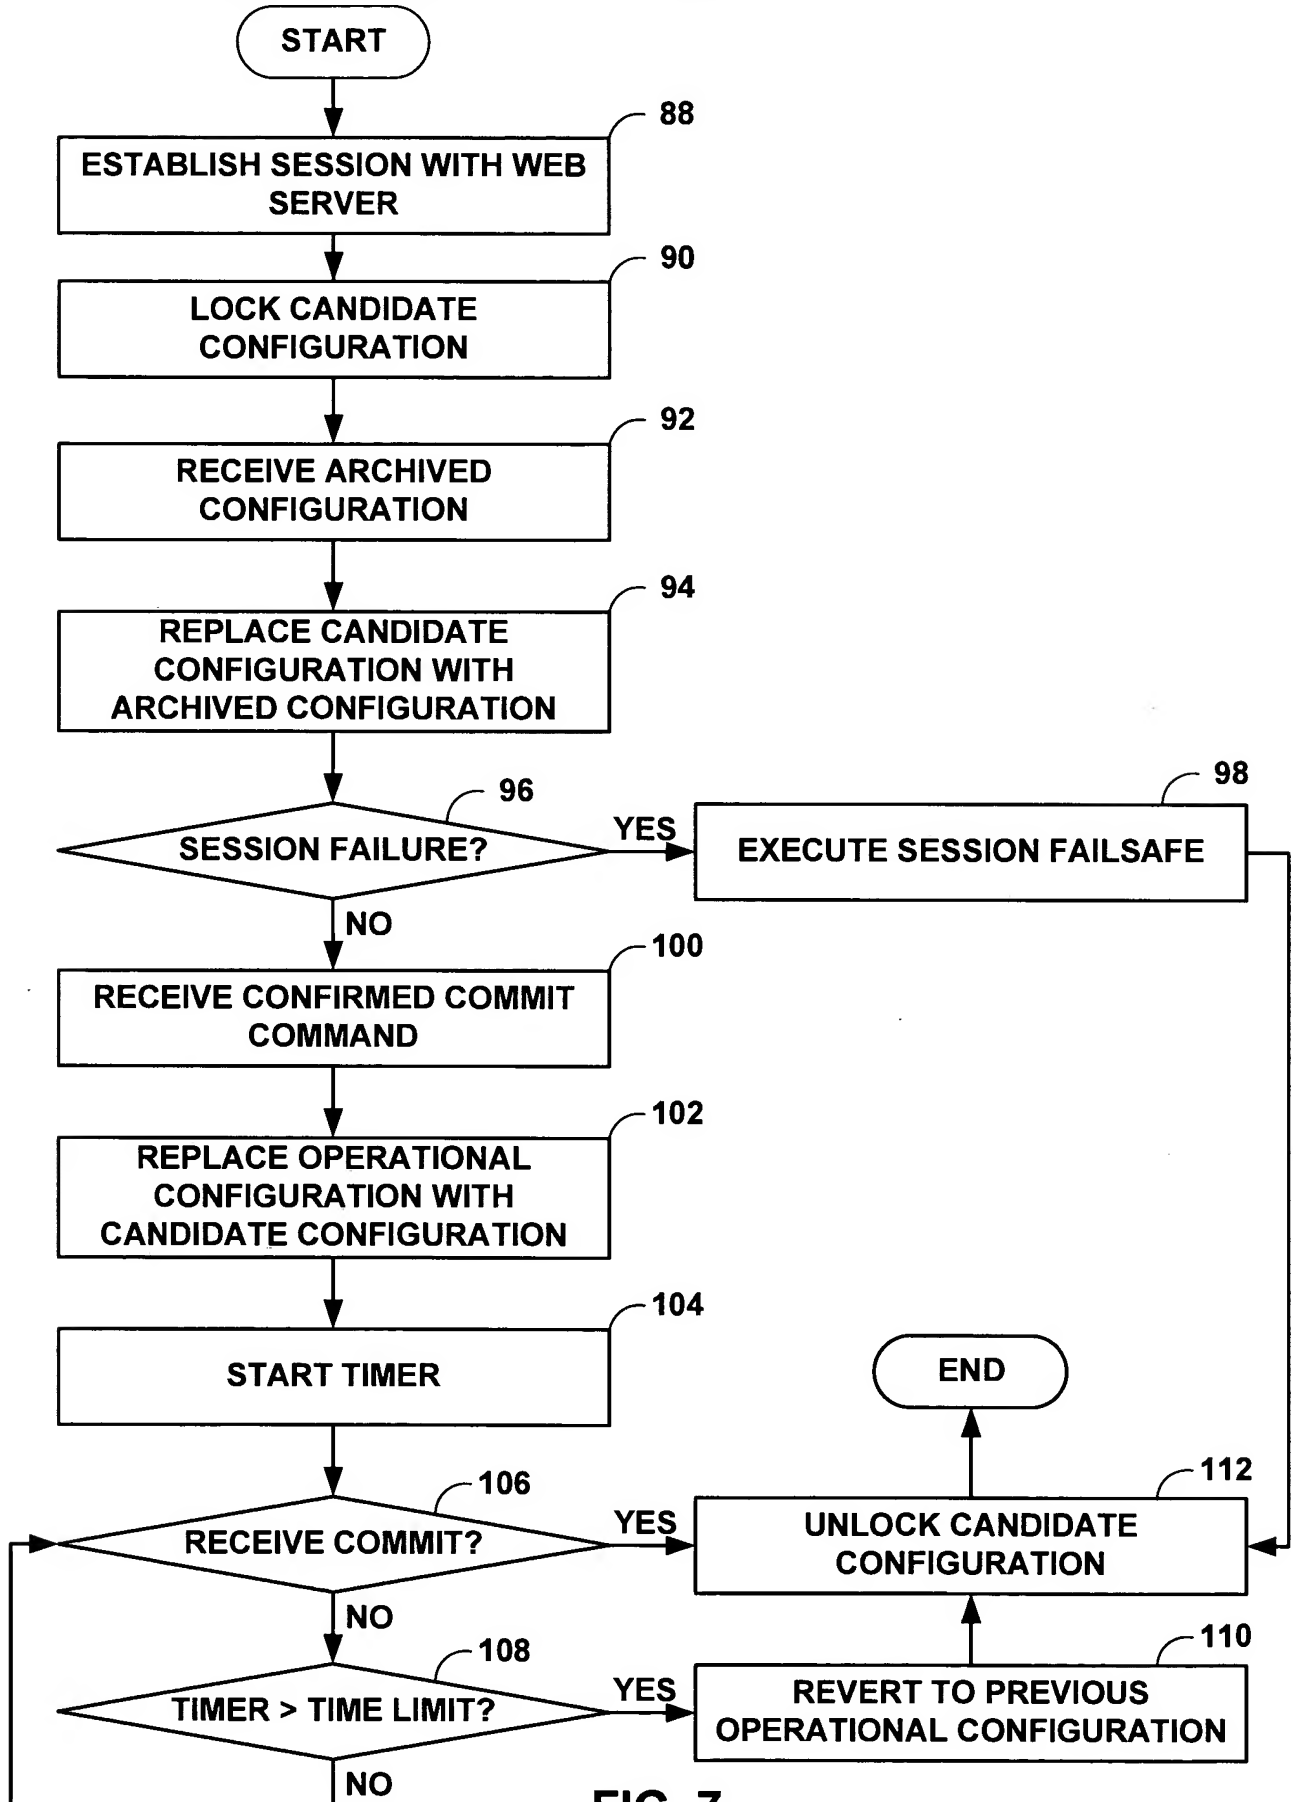 START
88
ESTABLISH SESSION WITH WEB
SERVER
90
LOCK CANDIDATE
CONFIGURATION
92
RECEIVE ARCHIVED
CONFIGURATION
94
REPLACE CANDIDATE
CONFIGURATION WITH
ARCHIVED CONFIGURATION
96
SESSION FAILURE?
YES
98
EXECUTE SESSION FAILSAFE
NO
100
RECEIVE CONFIRMED COMMIT
COMMAND
102
REPLACE OPERATIONAL
CONFIGURATION WITH
CANDIDATE CONFIGURATION
104
START TIMER
END
106
RECEIVE COMMIT?
YES
112
UNLOCK CANDIDATE
CONFIGURATION
NO
108
TIMER > TIME LIMIT?
YES
110
REVERT TO PREVIOUS
OPERATIONAL CONFIGURATION
NO
FIG. 7